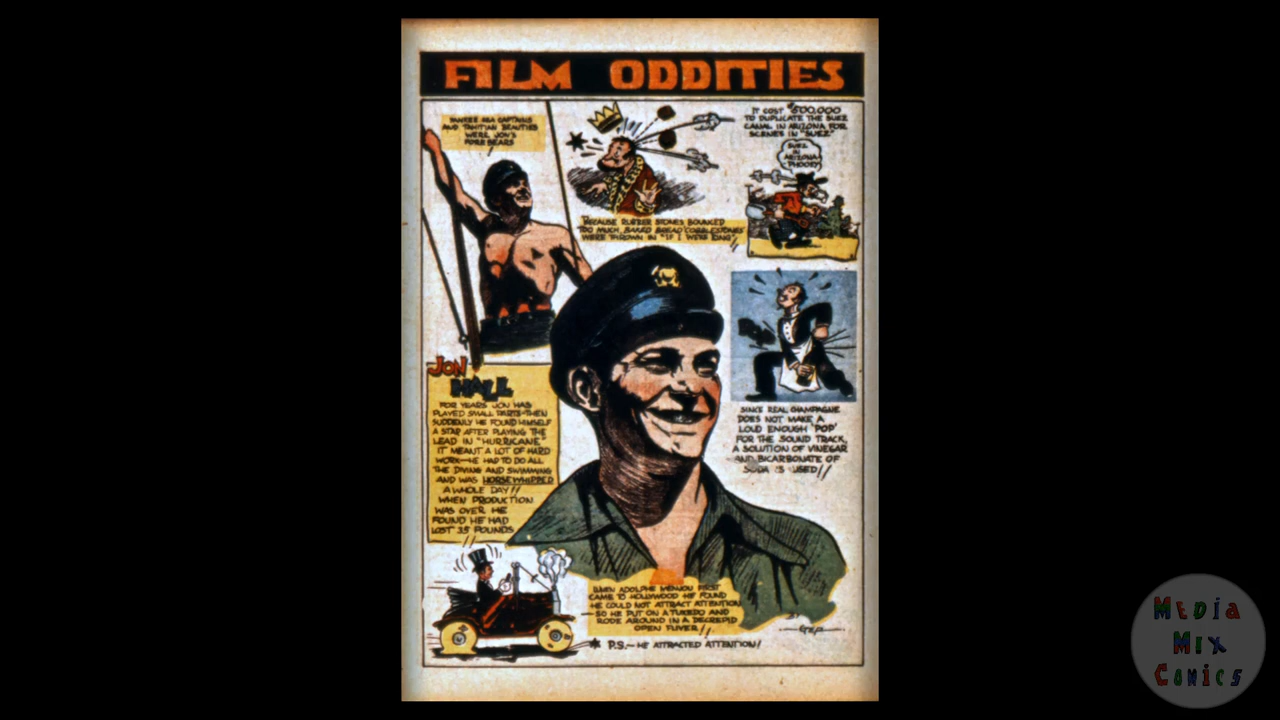 FILM ODDITIES
YANKEE SEA CAPTAINS
AND TAHITIAN BEAUTIES
WERE JON'S
FORE BEARS
BECAUSE RUBBER STONES BOUNCED
TOO MUCH, BAKED BREAD "COBBLESTONES"
WERE THROWN IN "IF I WERE KING"//
IT COST $500,000
TO DUPLICATE THE SUEZ
CANAL IN ARIZONA FOR
SCENES IN "SUEZ"
SUEZ
IN
ARIZONA-
PHOOEY
JON
HALL
FOR YEARS JON HAS
PLAYED SMALL PARTS-THEN
SUDDENLY HE FOUND HIMSELF
A STAR AFTER PLAYING THE
LEAD IN "HURRICANE"
IT MEANT A LOT OF HARD
WORK-HE HAD TO DO ALL
THE DIVING AND SWIMMING
AND WAS HORSEWHIPPED
A WHOLE DAY!!
WHEN PRODUCTION
WAS OVER HE
FOUND HE HAD
LOST 35 POUNDS
//
SINCE REAL CHAMPAGNE
DOES NOT MAKE A
LOUD ENOUGH "POP"
FOR THE SOUND TRACK,
A SOLUTION OF VINEGAR
AND BICARBONATE OF
SODA IS USED//
WHEN ADOLPHE MENJOU FIRST
CAME TO HOLLYWOOD HE FOUND
HE COULD NOT ATTRACT ATTENTION
-SO HE PUT ON A TUXEDO AND
RODE AROUND IN A DECREPID
OPEN FLIVER//
P.S.- HE ATTRACTED ATTENTION!
MEDIA
MIX
COMICS